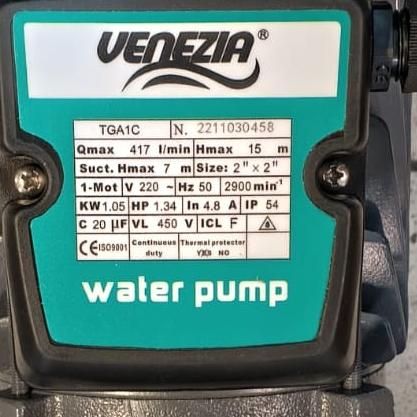 VENEZIA®
TGA1C N. 2211030458
Qmax 417 l/min Hmax 15 m
Suct. Hmax 7 m Size: 2" × 2"
1-Mot V 220 ~ Hz 50 2900 min⁻¹
KW 1.05 HP 1.34 In 4.8 A IP 54
C 20 µF VL 450 V ICL F
CE ISO9001 Continuous duty Thermal protector
NO
water pump